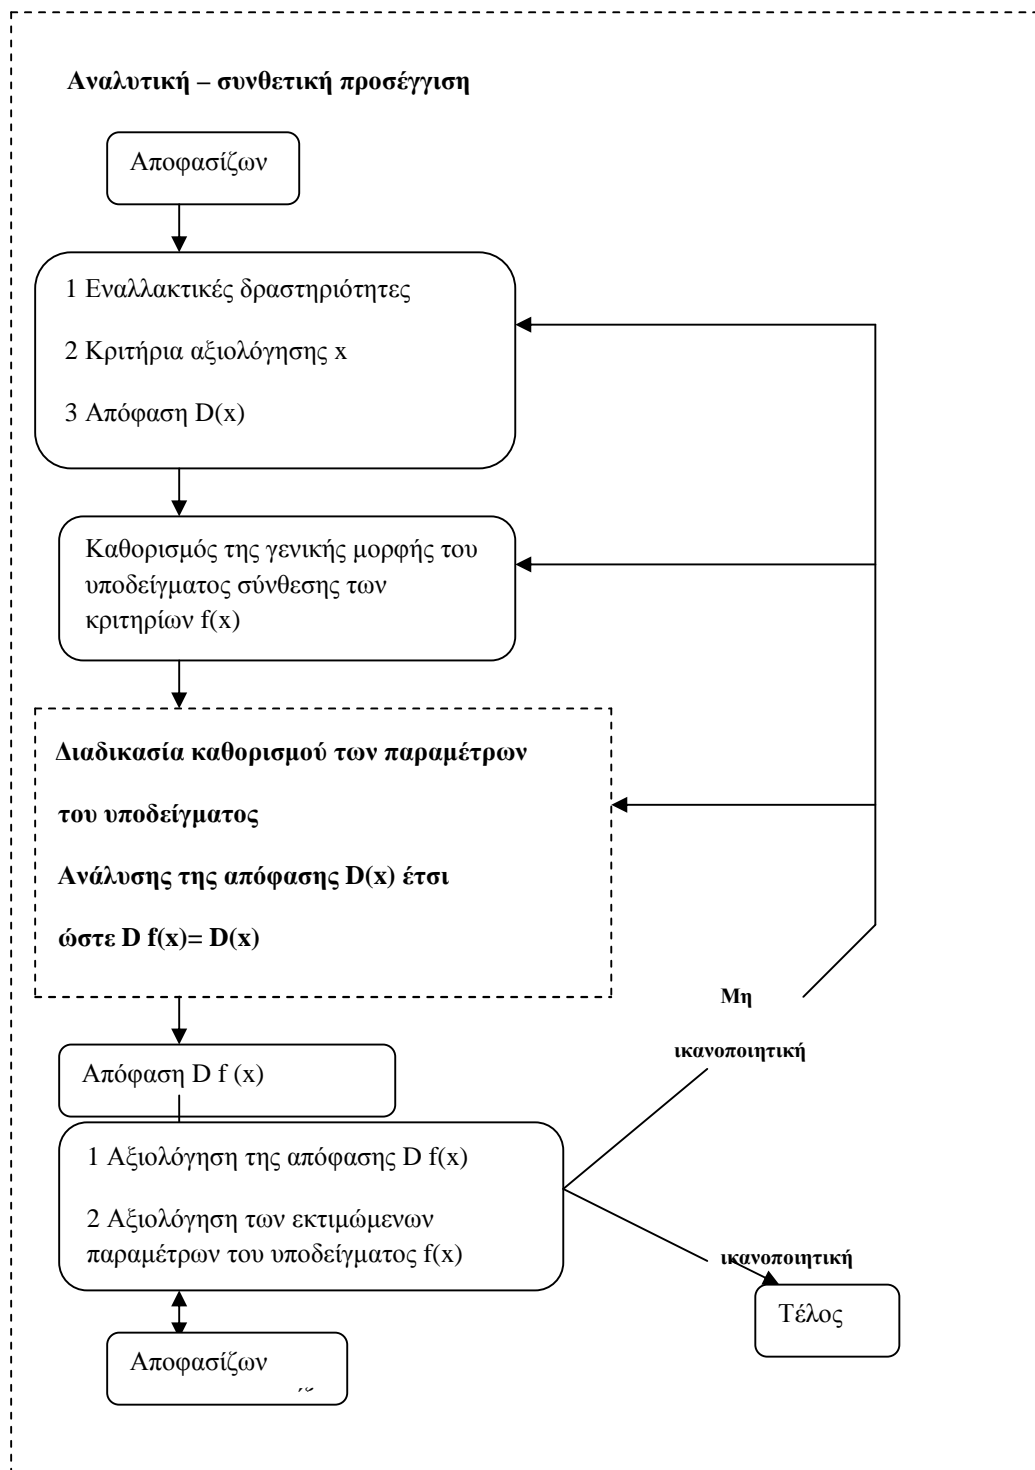 Αναλυτική – συνθετική προσέγγιση
Αποφασίζων
1 Εναλλακτικές δραστηριότητες
2 Κριτήρια αξιολόγησης x
3 Απόφαση D(x)
Καθορισμός της γενικής μορφής του
υποδείγματος σύνθεσης των
κριτηρίων f(x)
Διαδικασία καθορισμού των παραμέτρων
του υποδείγματος
Ανάλυσης της απόφασης D(x) έτσι
ώστε D f(x)= D(x)
Μη
ικανοποιητική
Απόφαση D f (x)
1 Αξιολόγηση της απόφασης D f(x)
2 Αξιολόγηση των εκτιμώμενων
παραμέτρων του υποδείγματος f(x)
ικανοποιητική
Τέλος
Αποφασίζων